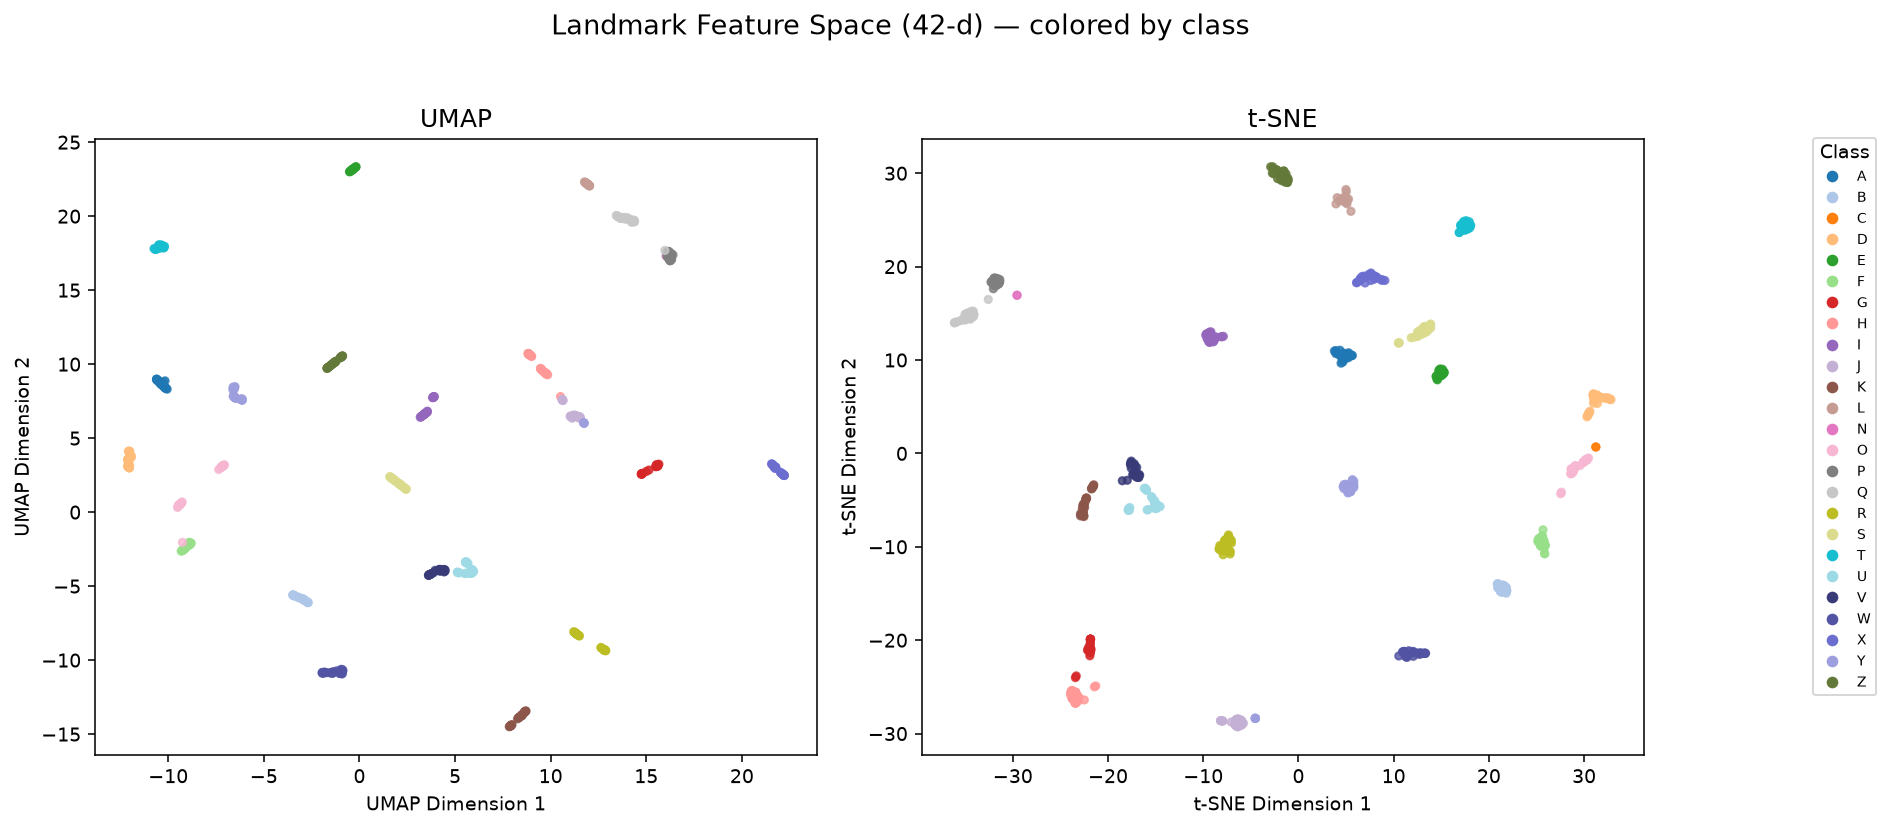 Landmark Feature Space (42-d) — colored by class
UMAP
25
20
15
10
5
0
−5
−10
−15
UMAP Dimension 2
−10 −5 0 5 10 15 20
UMAP Dimension 1
t-SNE
30
20
10
0
−10
−20
−30
t-SNE Dimension 2
−30 −20 −10 0 10 20 30
t-SNE Dimension 1
Class
A
B
C
D
E
F
G
H
I
J
K
L
N
O
P
Q
R
S
T
U
V
W
X
Y
Z